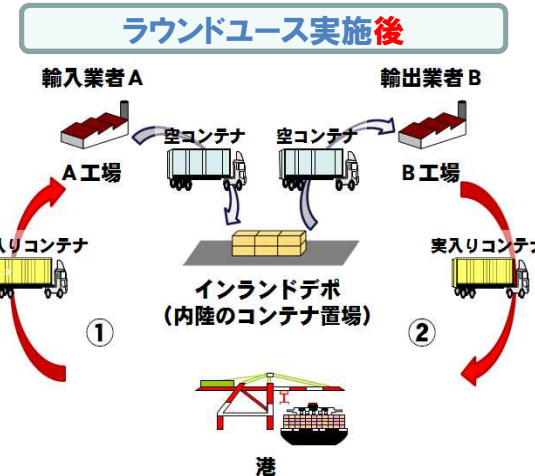 ラウンドユース実施後
輸入業者A
輸出業者B
空コンテナ
空コンテナ
A工場
B工場
入りコンテナ
実入りコンテナ
インランドデポ
(内陸のコンテナ置場)
①
②
港